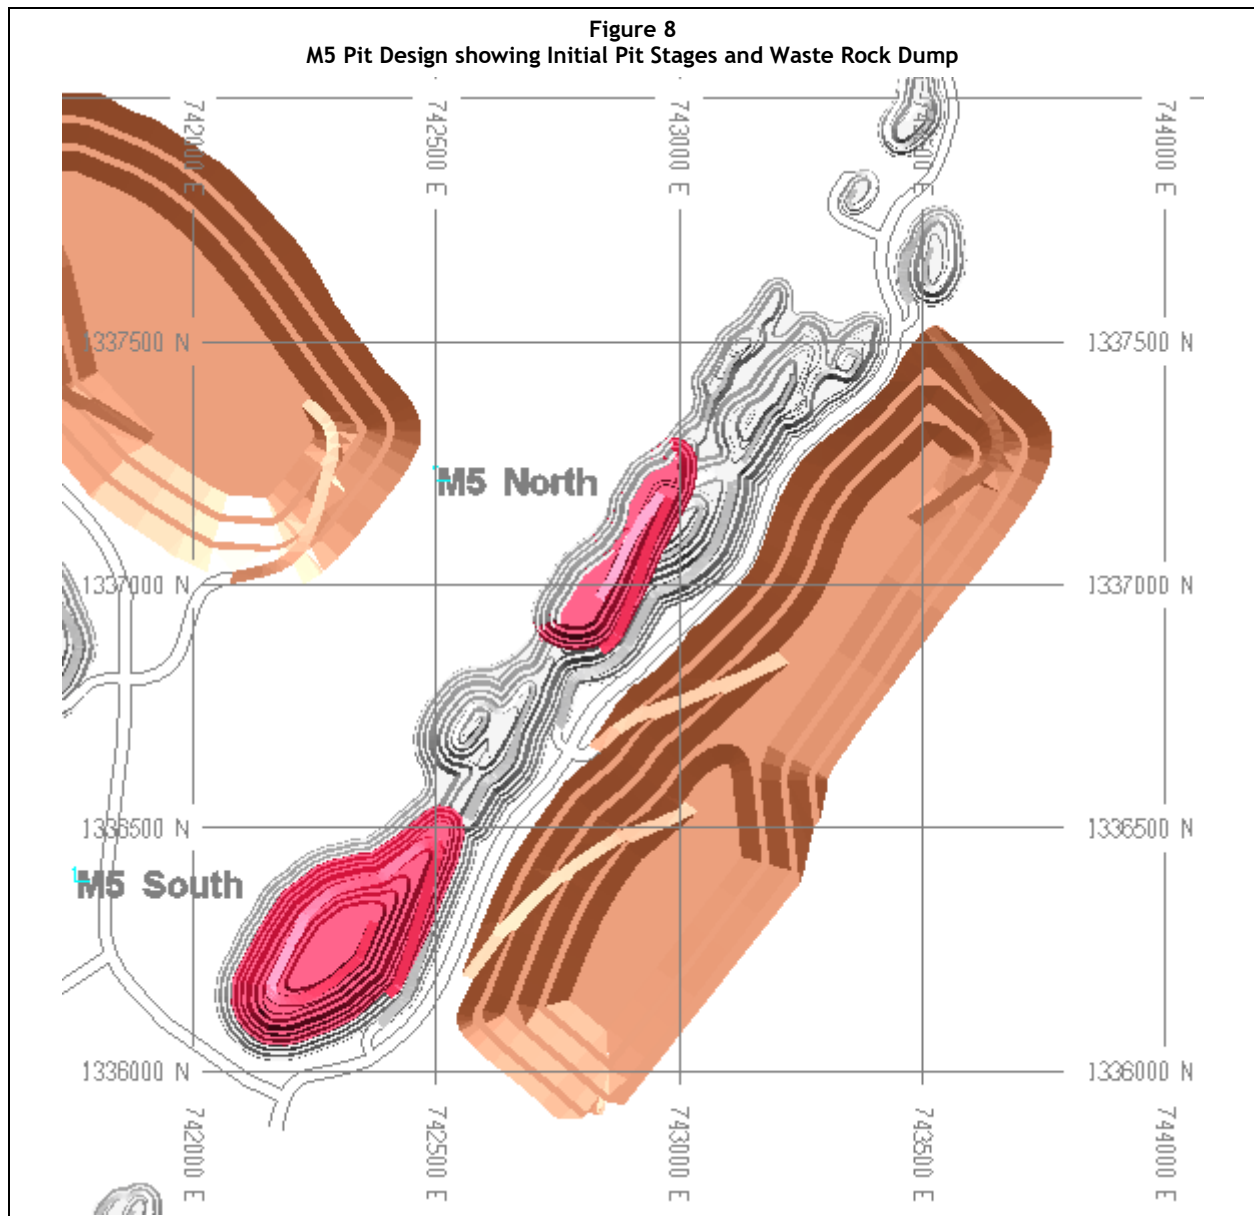 Figure 8
M5 Pit Design showing Initial Pit Stages and Waste Rock Dump
742000 E
742500 E
743000 E
744000 E
1337500 N
1337500 N
M5 North
1337000 N
1337000 N
1336500 N
1336500 N
M5 South
1336000 N
1336000 N
742000 E
742500 E
743000 E
743500 E
744000 E